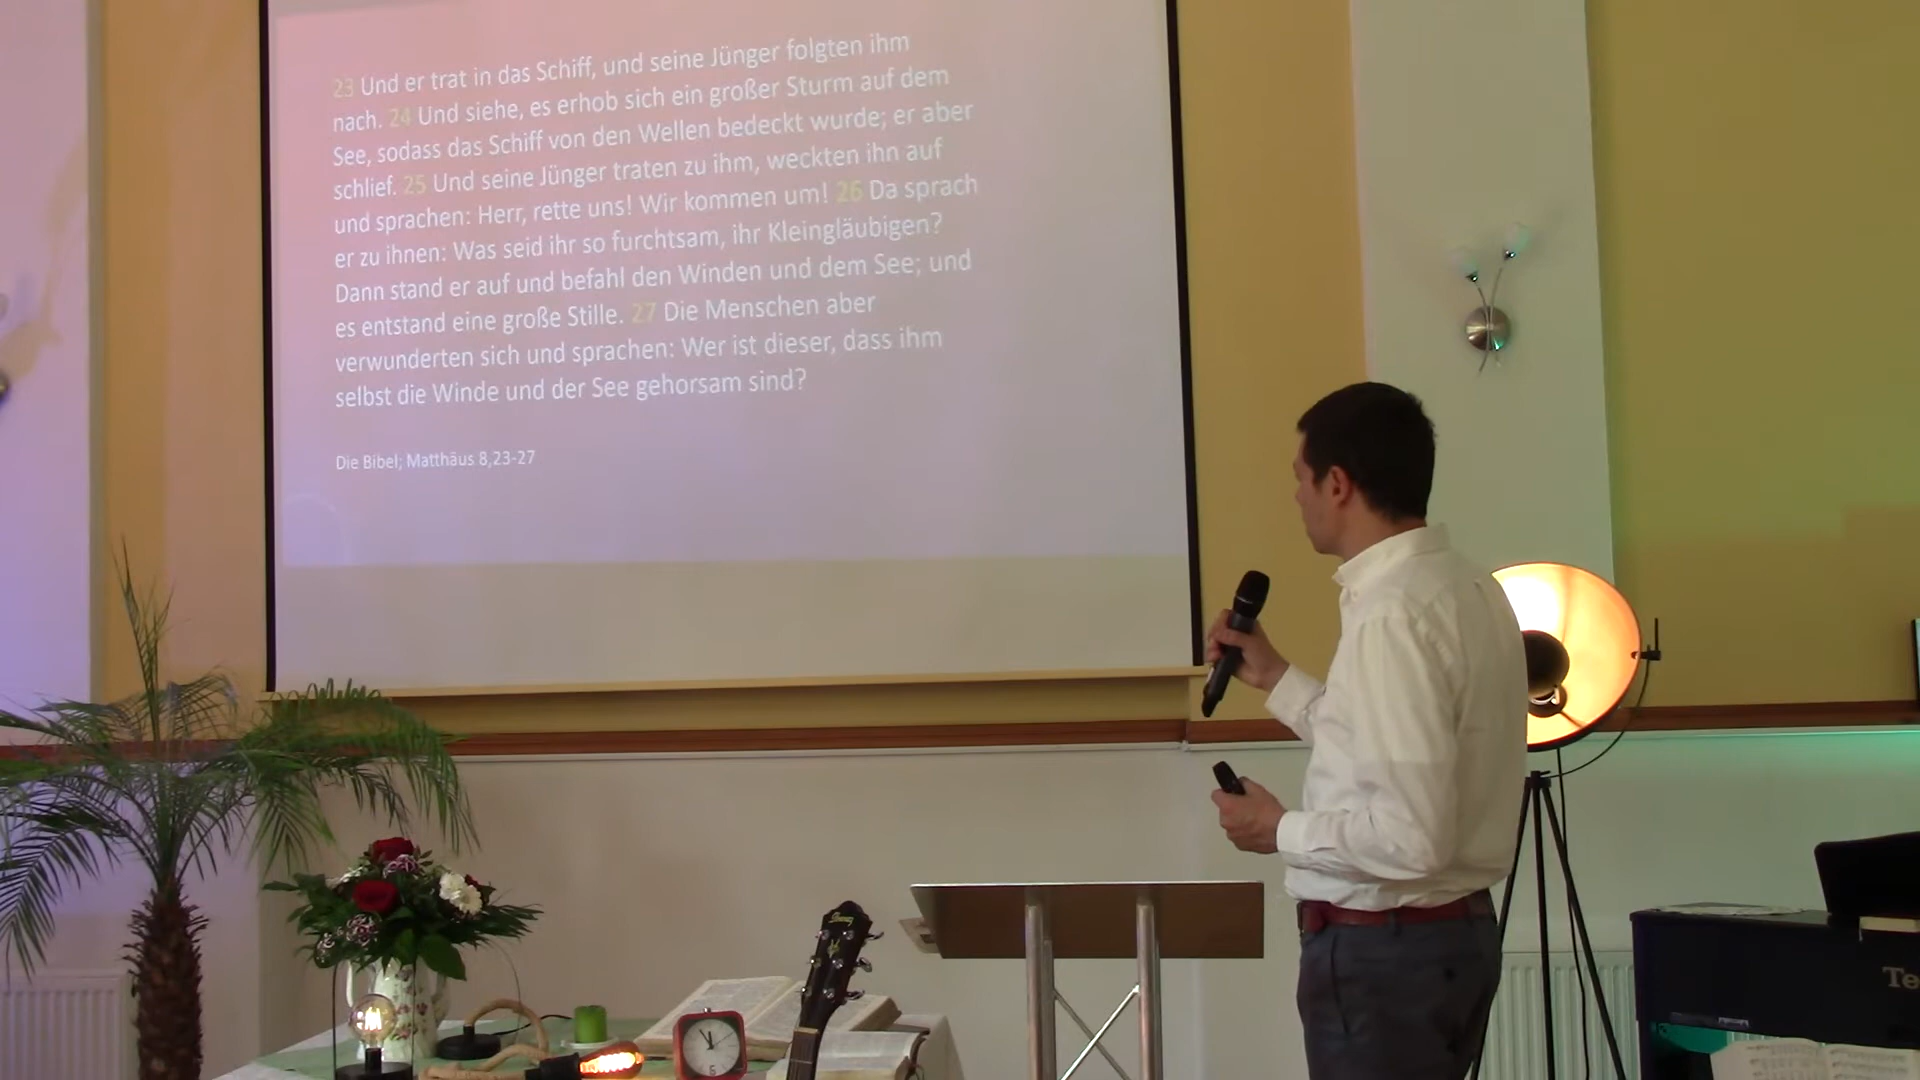 23 Und er trat in das Schiff, und seine Jünger folgten ihm
nach. 24 Und siehe, es erhob sich ein großer Sturm auf dem
See, sodass das Schiff von den Wellen bedeckt wurde; er aber
schlief. 25 Und seine Jünger traten zu ihm, weckten ihn auf
und sprachen: Herr, rette uns! Wir kommen um! 26 Da sprach
er zu ihnen: Was seid ihr so furchtsam, ihr Kleingläubigen?
Dann stand er auf und befahl den Winden und dem See; und
es entstand eine große Stille. 27 Die Menschen aber
verwunderten sich und sprachen: Wer ist dieser, dass ihm
selbst die Winde und der See gehorsam sind?
Die Bibel; Matthäus 8,23-27
Ibanez
Te